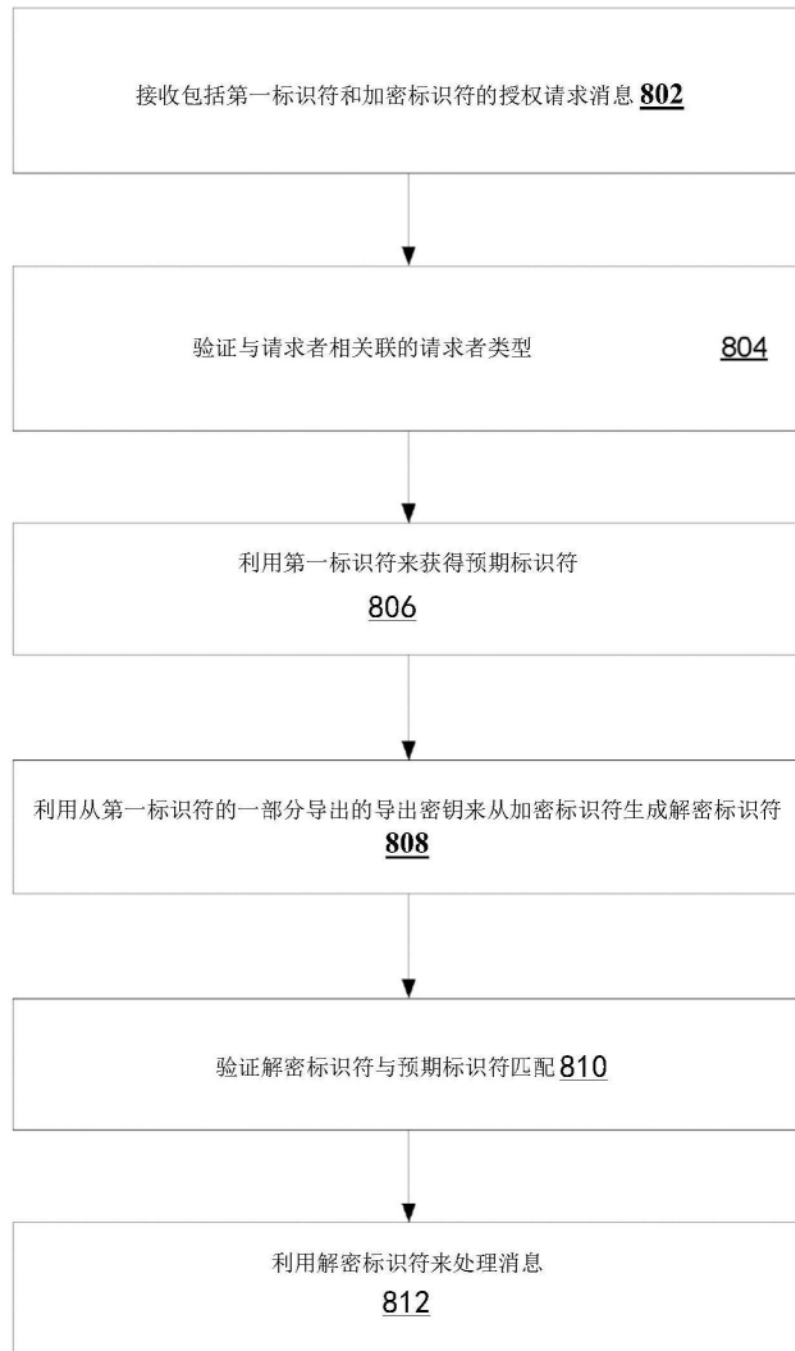 接收包括第一标识符和加密标识符的授权请求消息 802
验证与请求者相关联的请求者类型 804
利用第一标识符来获得预期标识符
806
利用从第一标识符的一部分导出的导出密钥来从加密标识符生成解密标识符
808
验证解密标识符与预期标识符匹配 810
利用解密标识符来处理消息
812